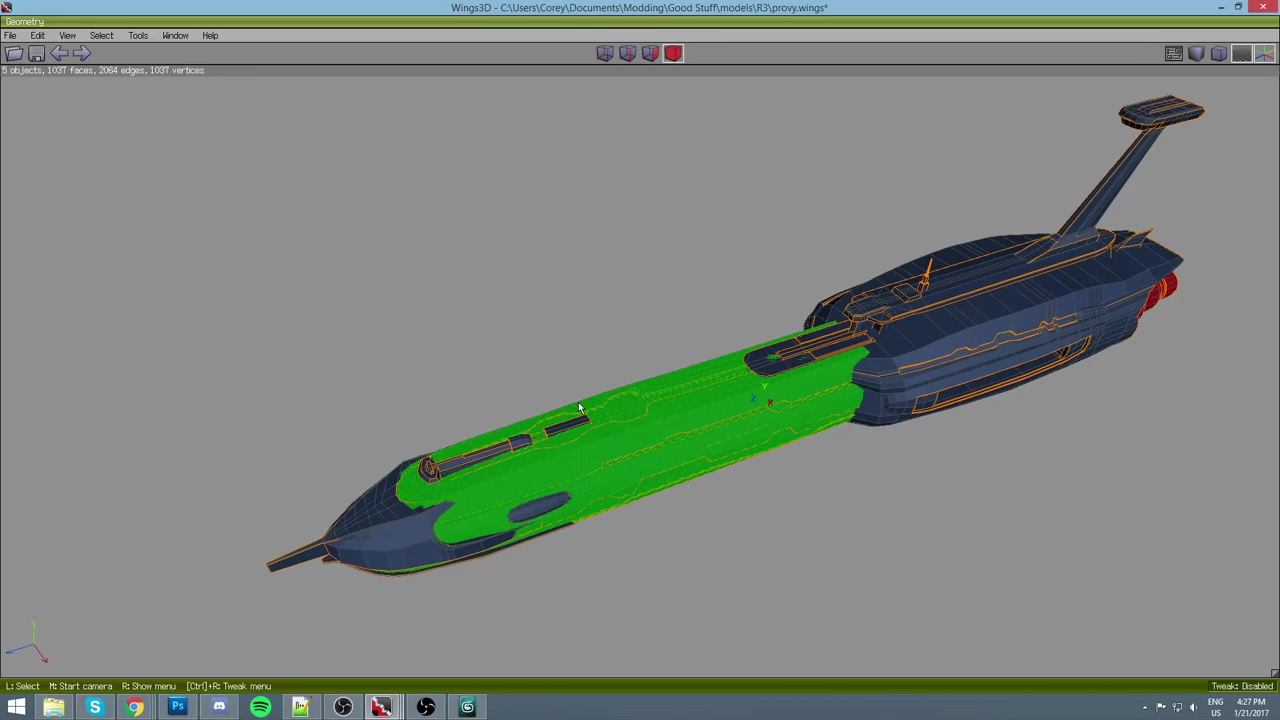 Wings3D - C:\Users\Corey\Documents\Modding\Good Stuff\models\R3\provy.wings*
Geometry
File Edit View Select Tools Window Help
5 objects, 1037 faces, 2064 edges, 1037 vertices
Y
Z X
L: Select M: Start camera R: Show menu [Ctrl]+R: Tweak menu Tweak: Disabled
ENG 4:27 PM
US 1/21/2017